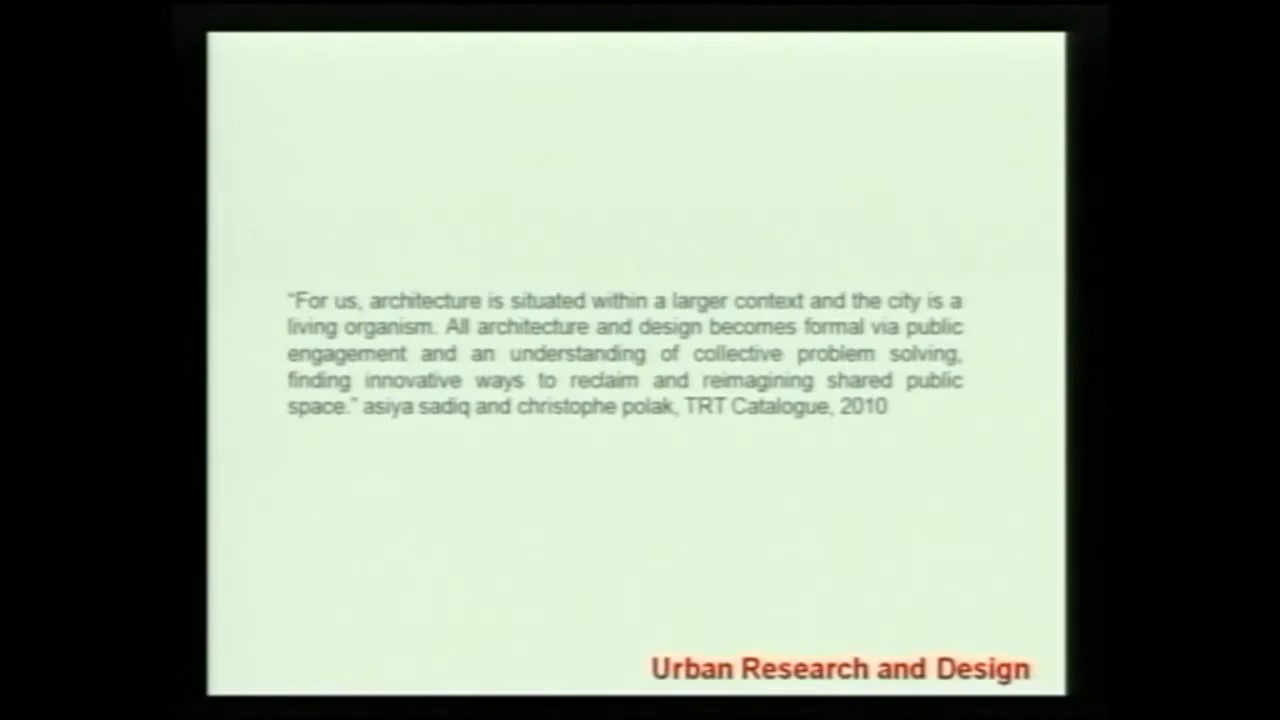 “For us, architecture is situated within a larger context and the city is a
living organism. All architecture and design becomes formal via public
engagement and an understanding of collective problem solving,
finding innovative ways to reclaim and reimagining shared public
space.” asiya sadiq and christophe polak, TRT Catalogue, 2010
Urban Research and Design